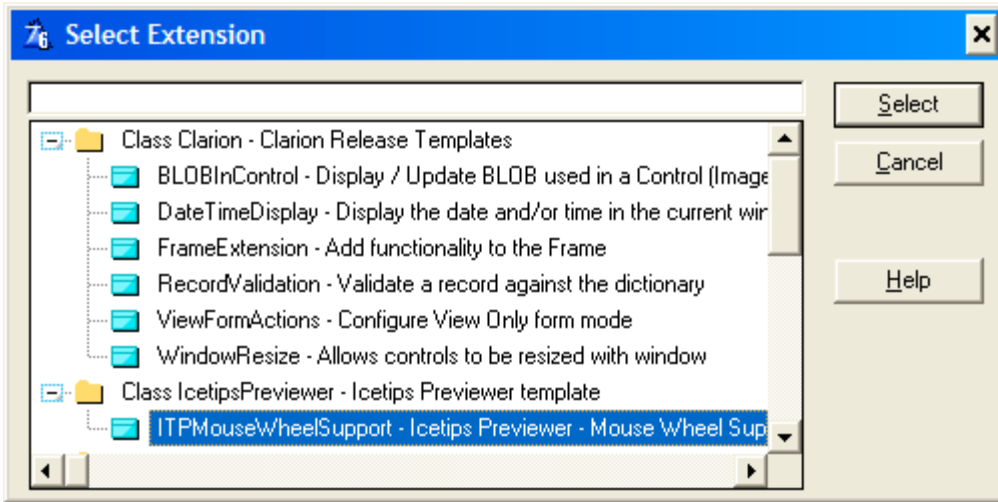 Select Extension
Select
Class Clarion - Clarion Release Templates
Cancel
BLOBInControl - Display / Update BLOB used in a Control (Image
DateTimeDisplay - Display the date and/or time in the current wir
FrameExtension - Add functionality to the Frame
Help
RecordValidation - Validate a record against the dictionary
ViewFormActions - Configure View Only form mode
WindowResize - Allows controls to be resized with window
Class IcetipsPreviewer - Icetips Previewer template
ITPMouseWheelSupport - Icetips Previewer - Mouse Wheel Sup